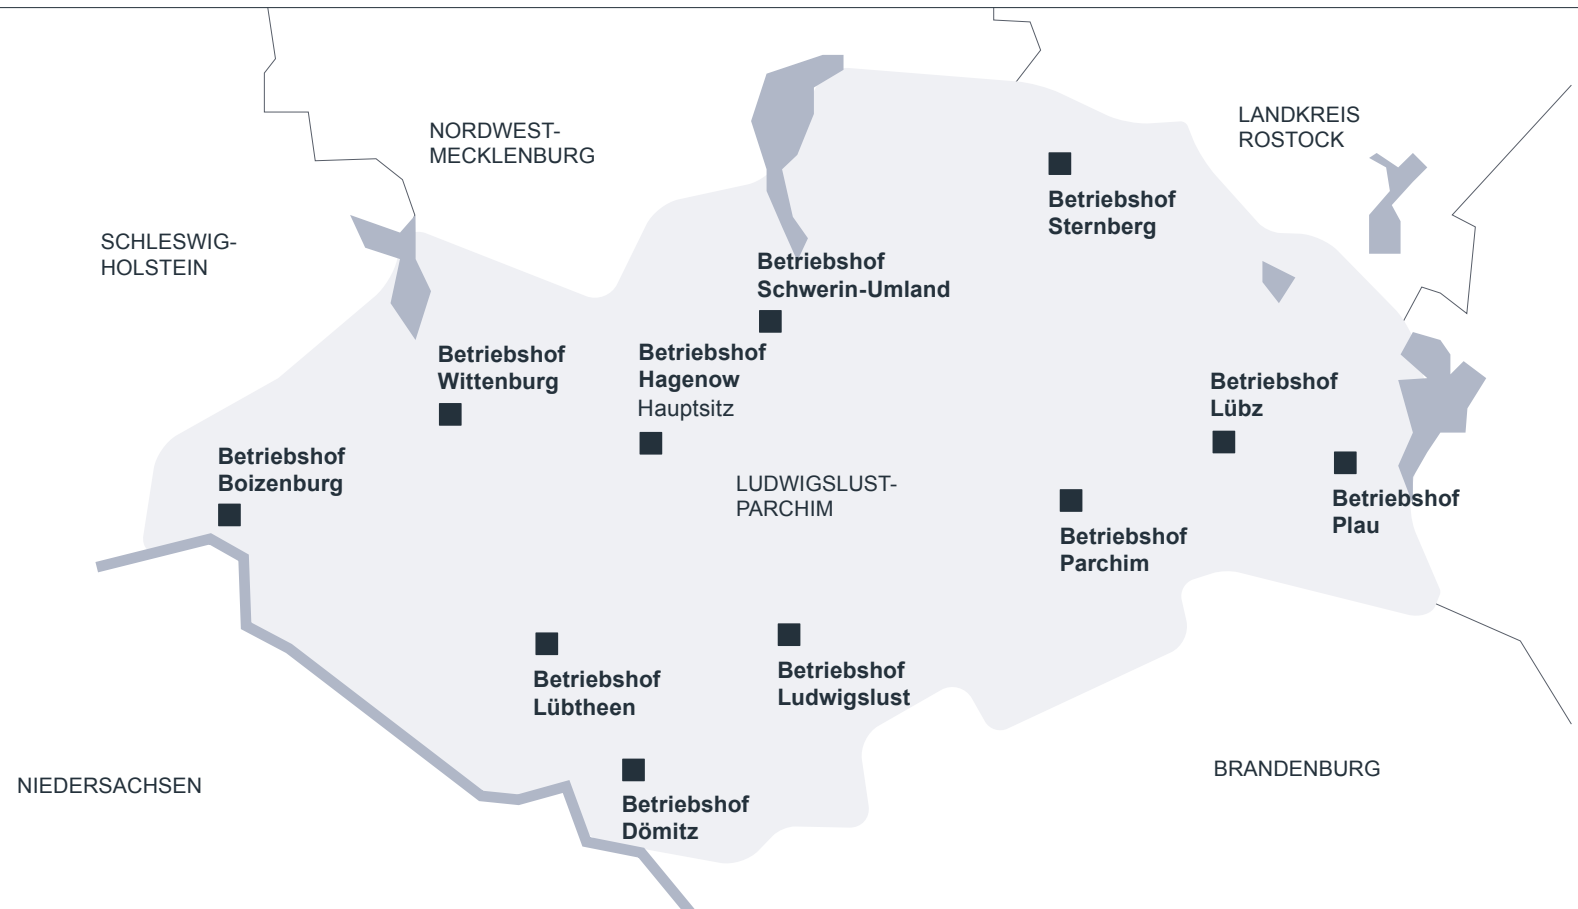 NORDWEST-
MECKLENBURG
LANDKREIS
ROSTOCK
SCHLESWIG-
HOLSTEIN
Betriebshof
Sternberg
Betriebshof
Schwerin-Umland
Betriebshof
Wittenburg
Betriebshof
Hagenow
Hauptsitz
Betriebshof
Lübz
Betriebshof
Boizenburg
LUDWIGSLUST-
PARCHIM
Betriebshof
Plau
Betriebshof
Parchim
Betriebshof
Lübtheen
Betriebshof
Ludwigslust
NIEDERSACHSEN
BRANDENBURG
Betriebshof
Dömitz